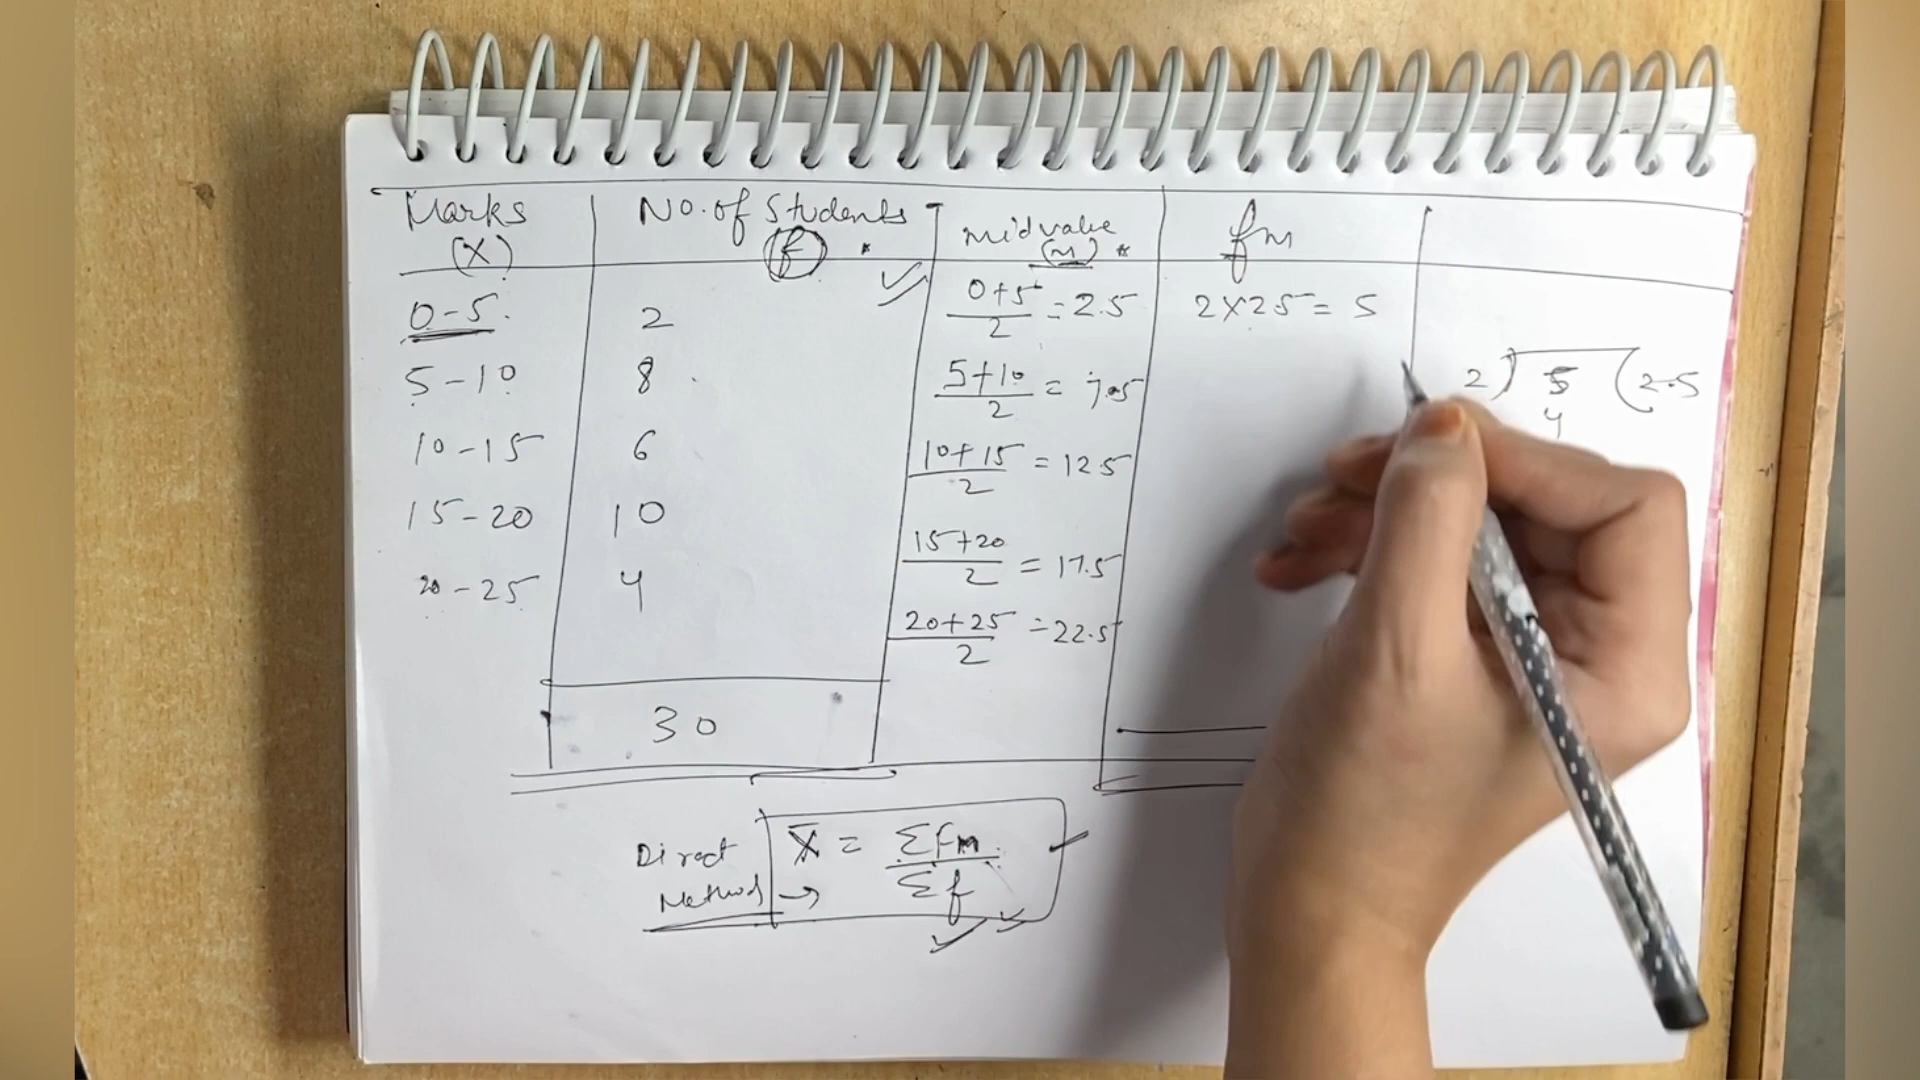 Marks No. of Students midvalue fm
(X) (f) * (m) *
0-5. 2 0+5/2 = 2.5 2X25 = 5
5-10 8 5+10/2 = 7.5 2) 5 (2.5
4
10-15 6 10+15/2 = 12.5
15-20 10 15+20/2 = 17.5
20-25 4 20+25/2 = 22.5
30
Direct Method → X̅ = Σfm/Σf